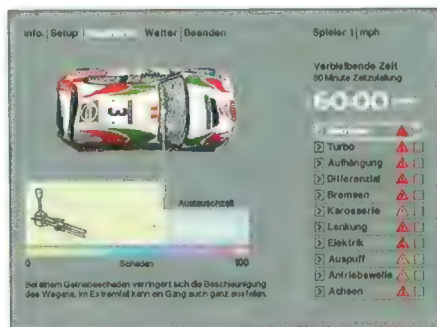 Info. | Setup |
Weiter | Beenden
Spieler 1 | mph
Verbleibende Zeit
60 Minute Zeitzuteilung
60:00
Turbo
Aufhängung
Differenzial
Bremsen
Karosserie
Lenkung
Elektrik
Auspuff
Antriebswelle
Achsen
3
Austauschzeit
0 Schaden 100
Bei einem Getriebeschaden verringert sich die Beschleunigung
des Wagens. Im Extremfall kann ein Gang auch ganz ausfallen.